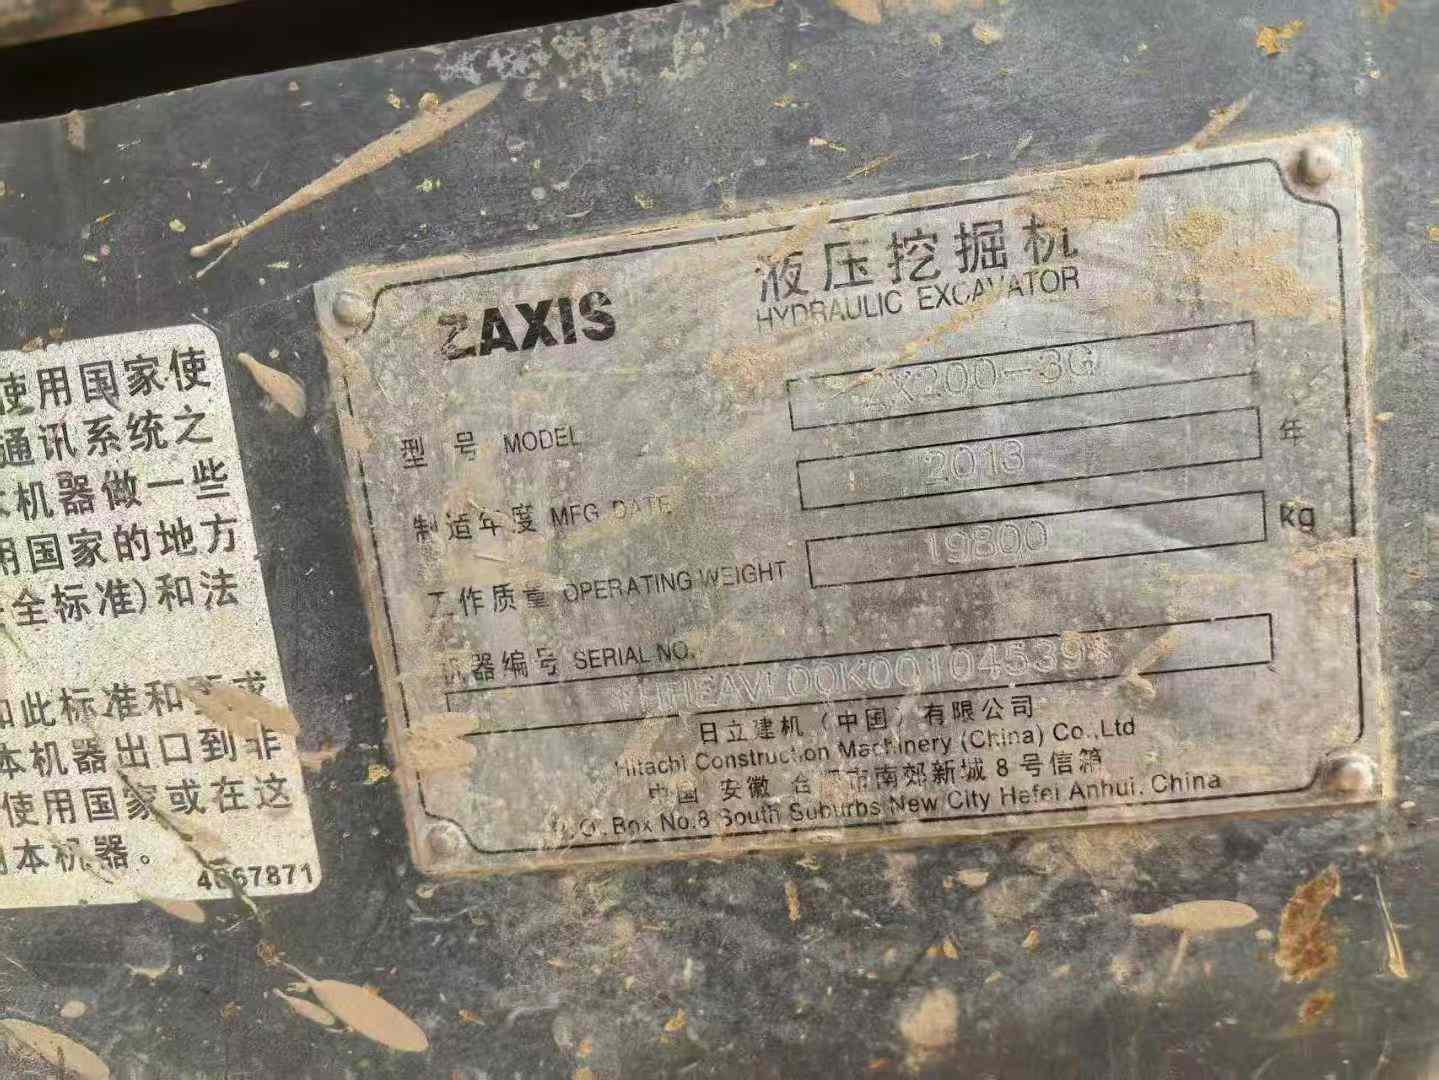 使用国家使
通讯系统之
本机器做一些
用国家的地方
全标准)和法
如此标准和要求
本机器出口到非
使用国家或在这
用本机器。
4667871
ZAXIS
液压挖掘机
HYDRAULIC EXCAVATOR
型号 MODEL
ZX200-3G
制造年度 MFG DATE
2013
年
工作质量 OPERATING WEIGHT
19800
kg
机器编号 SERIAL NO.
日立建机(中国)有限公司
Hitachi Construction Machinery (China) Co.,Ltd
中国 安徽 合肥市南郊新城 8 号信箱
P.O. Box No.8 South Suburbs New City Hefei Anhui. China